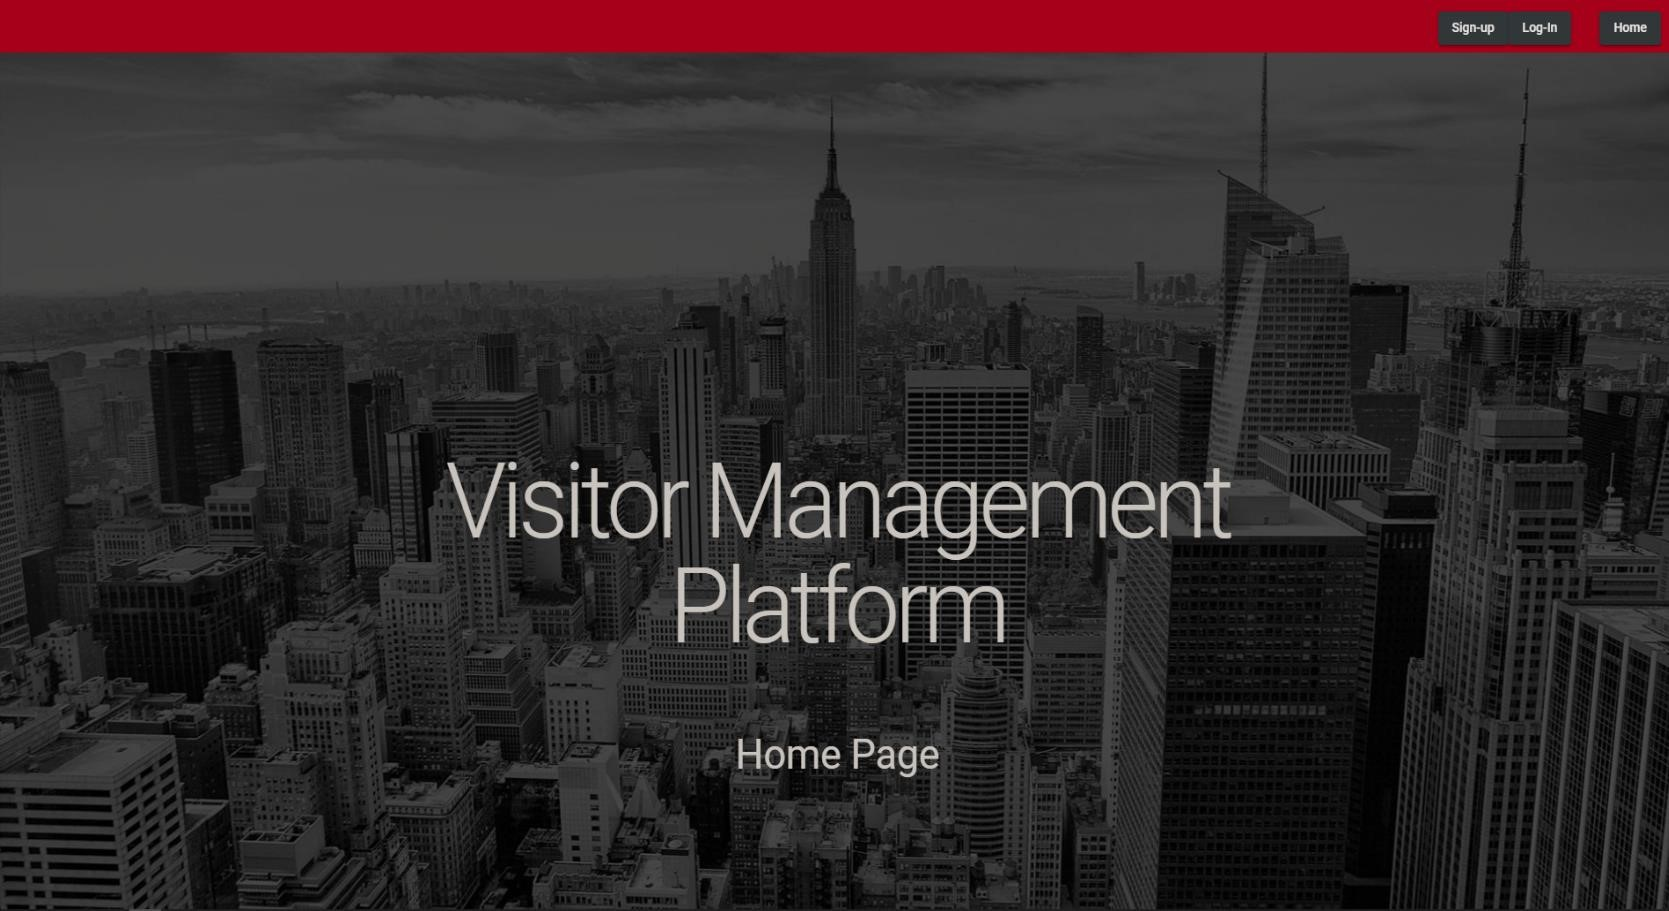 Sign-up Log-In Home
Visitor Management
Platform
Home Page